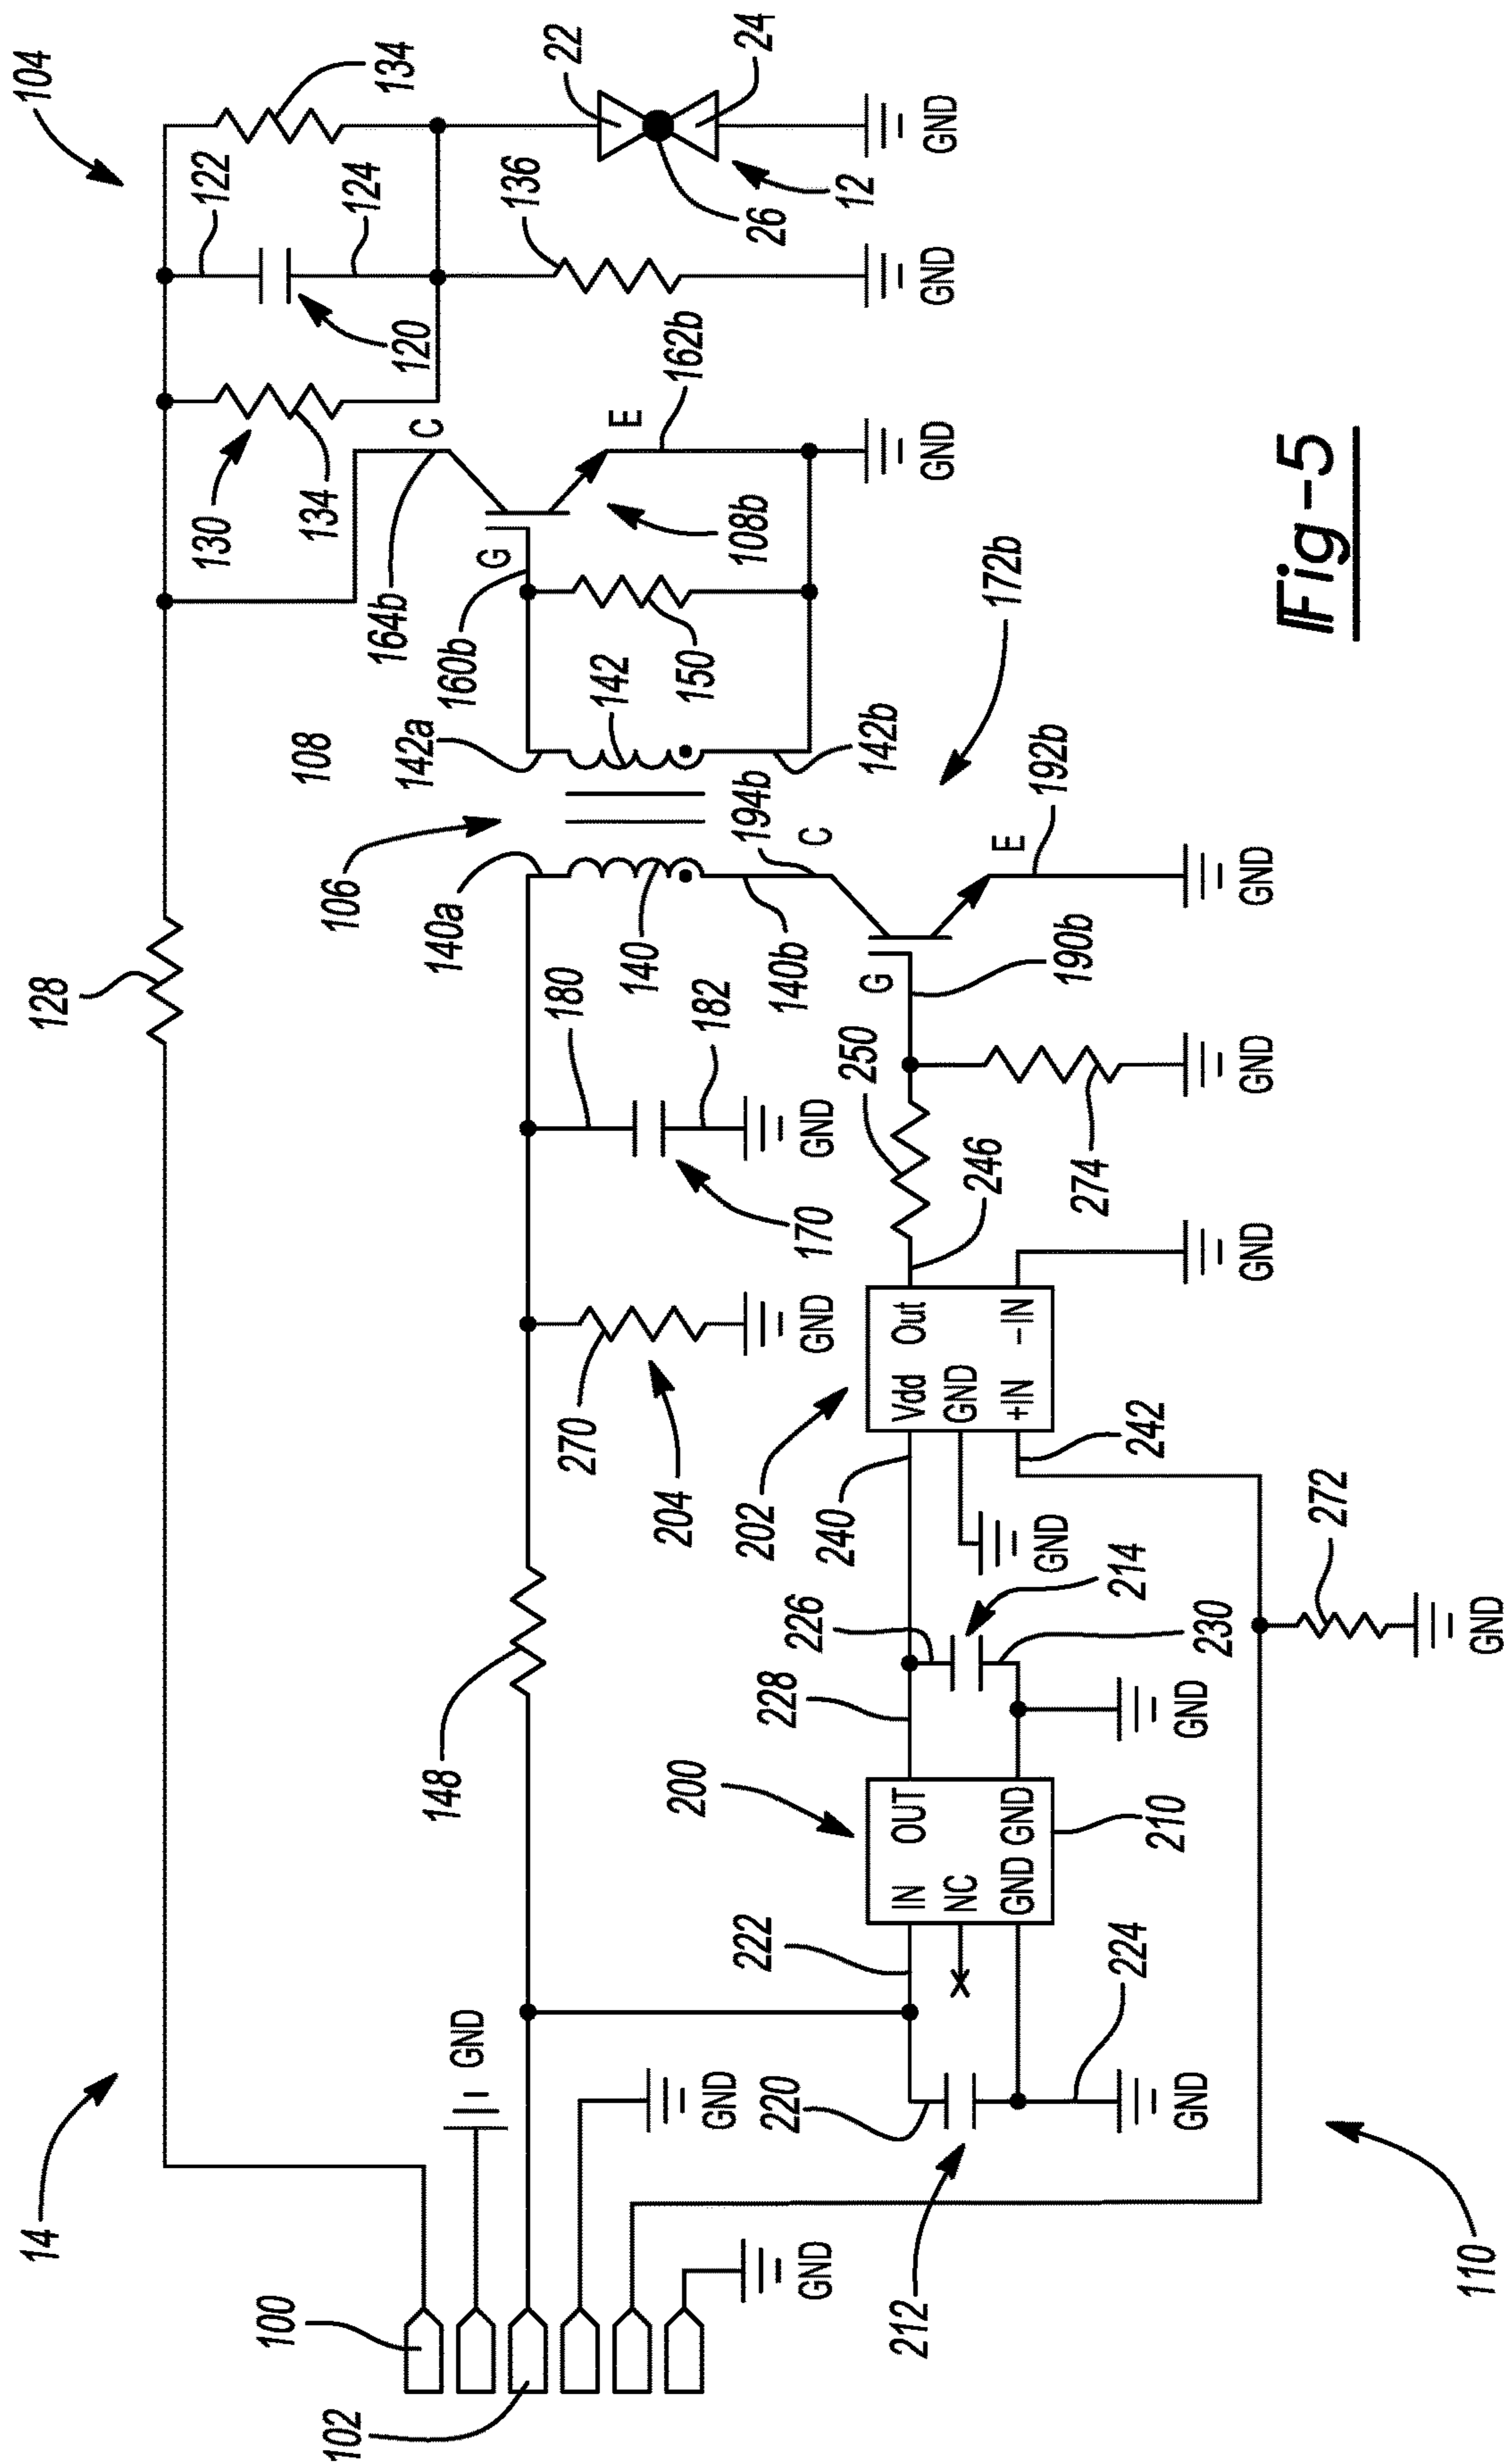 14
104
128
134
122
124
22
24
26
12
136
120
130
134
GND
GND
C
164b
G
160b
E
162b
108b
GND
108
142a
142
150
142b
172b
106
140a
140
140b
194b
C
E
192b
GND
180
182
GND
170
G
190b
250
246
274
GND
GND
148
270
204
GND
202
Vdd
Out
GND
+IN
−IN
240
242
GND
214
226
228
230
GND
272
GND
200
IN
OUT
NC
GND
GND
210
222
224
GND
220
212
GND
GND
GND
100
102
110
Fig-5